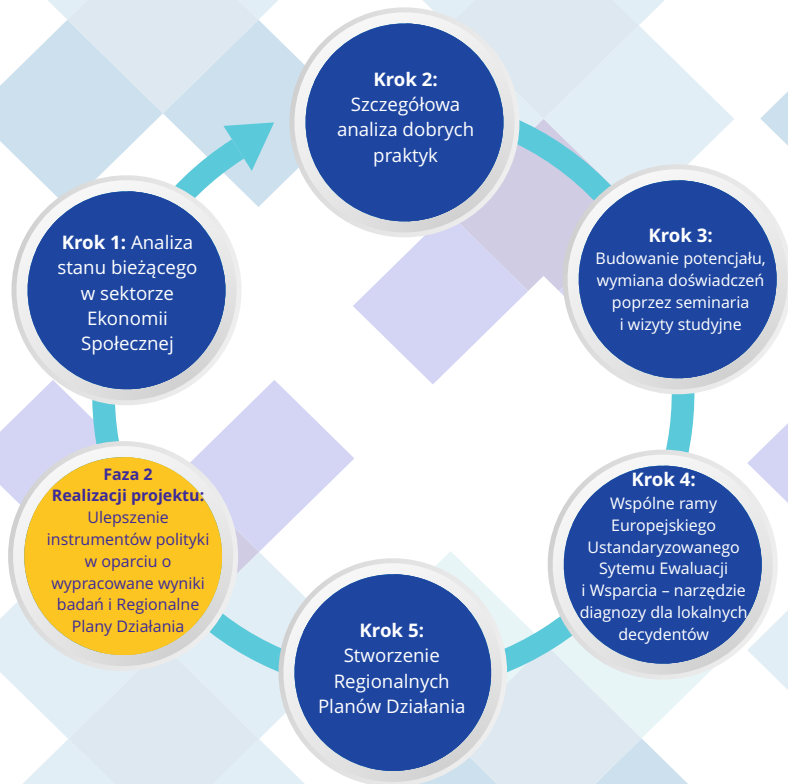 Krok 1: Analiza
stanu bieżącego
w sektorze
Ekonomii
Społecznej
Krok 2:
Szczegółowa
analiza dobrych
praktyk
Krok 3:
Budowanie potencjału,
wymiana doświadczeń
poprzez seminaria
i wizyty studyjne
Krok 4:
Wspólne ramy
Europejskiego
Ustandaryzowanego
Sytemu Ewaluacji
i Wsparcia – narzędzie
diagnozy dla lokalnych
decydentów
Krok 5:
Stworzenie
Regionalnych
Planów Działania
Faza 2
Realizacji projektu:
Ulepszenie
instrumentów polityki
w oparciu o
wypracowane wyniki
badań i Regionalne
Plany Działania